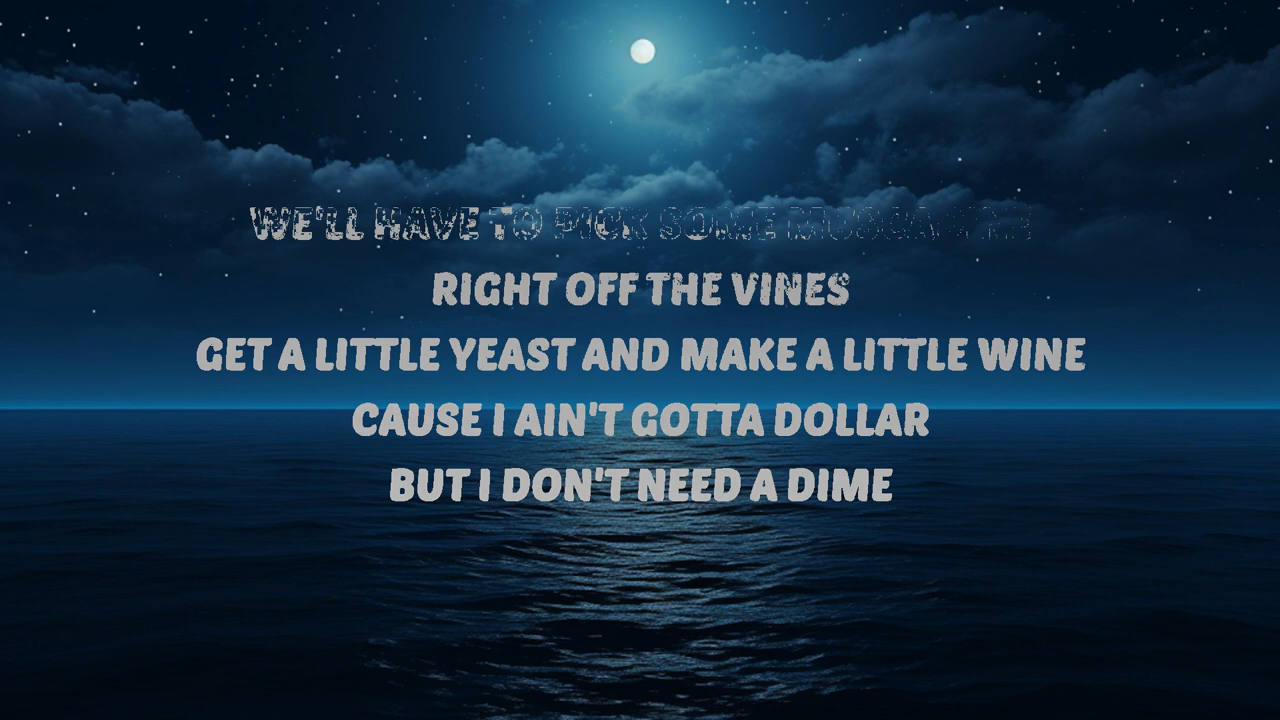 WE'LL HAVE TO PICK SOME
RIGHT OFF THE VINES
GET A LITTLE YEAST AND MAKE A LITTLE WINE
CAUSE I AIN'T GOTTA DOLLAR
BUT I DON'T NEED A DIME